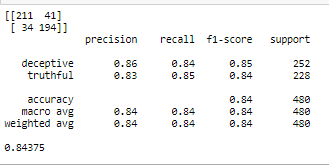 [[211  41]
 [ 34 194]]
              precision    recall  f1-score   support

   deceptive       0.86      0.84      0.85       252
    truthful       0.83      0.85      0.84       228

    accuracy                           0.84       480
   macro avg       0.84      0.84      0.84       480
weighted avg       0.84      0.84      0.84       480

0.84375